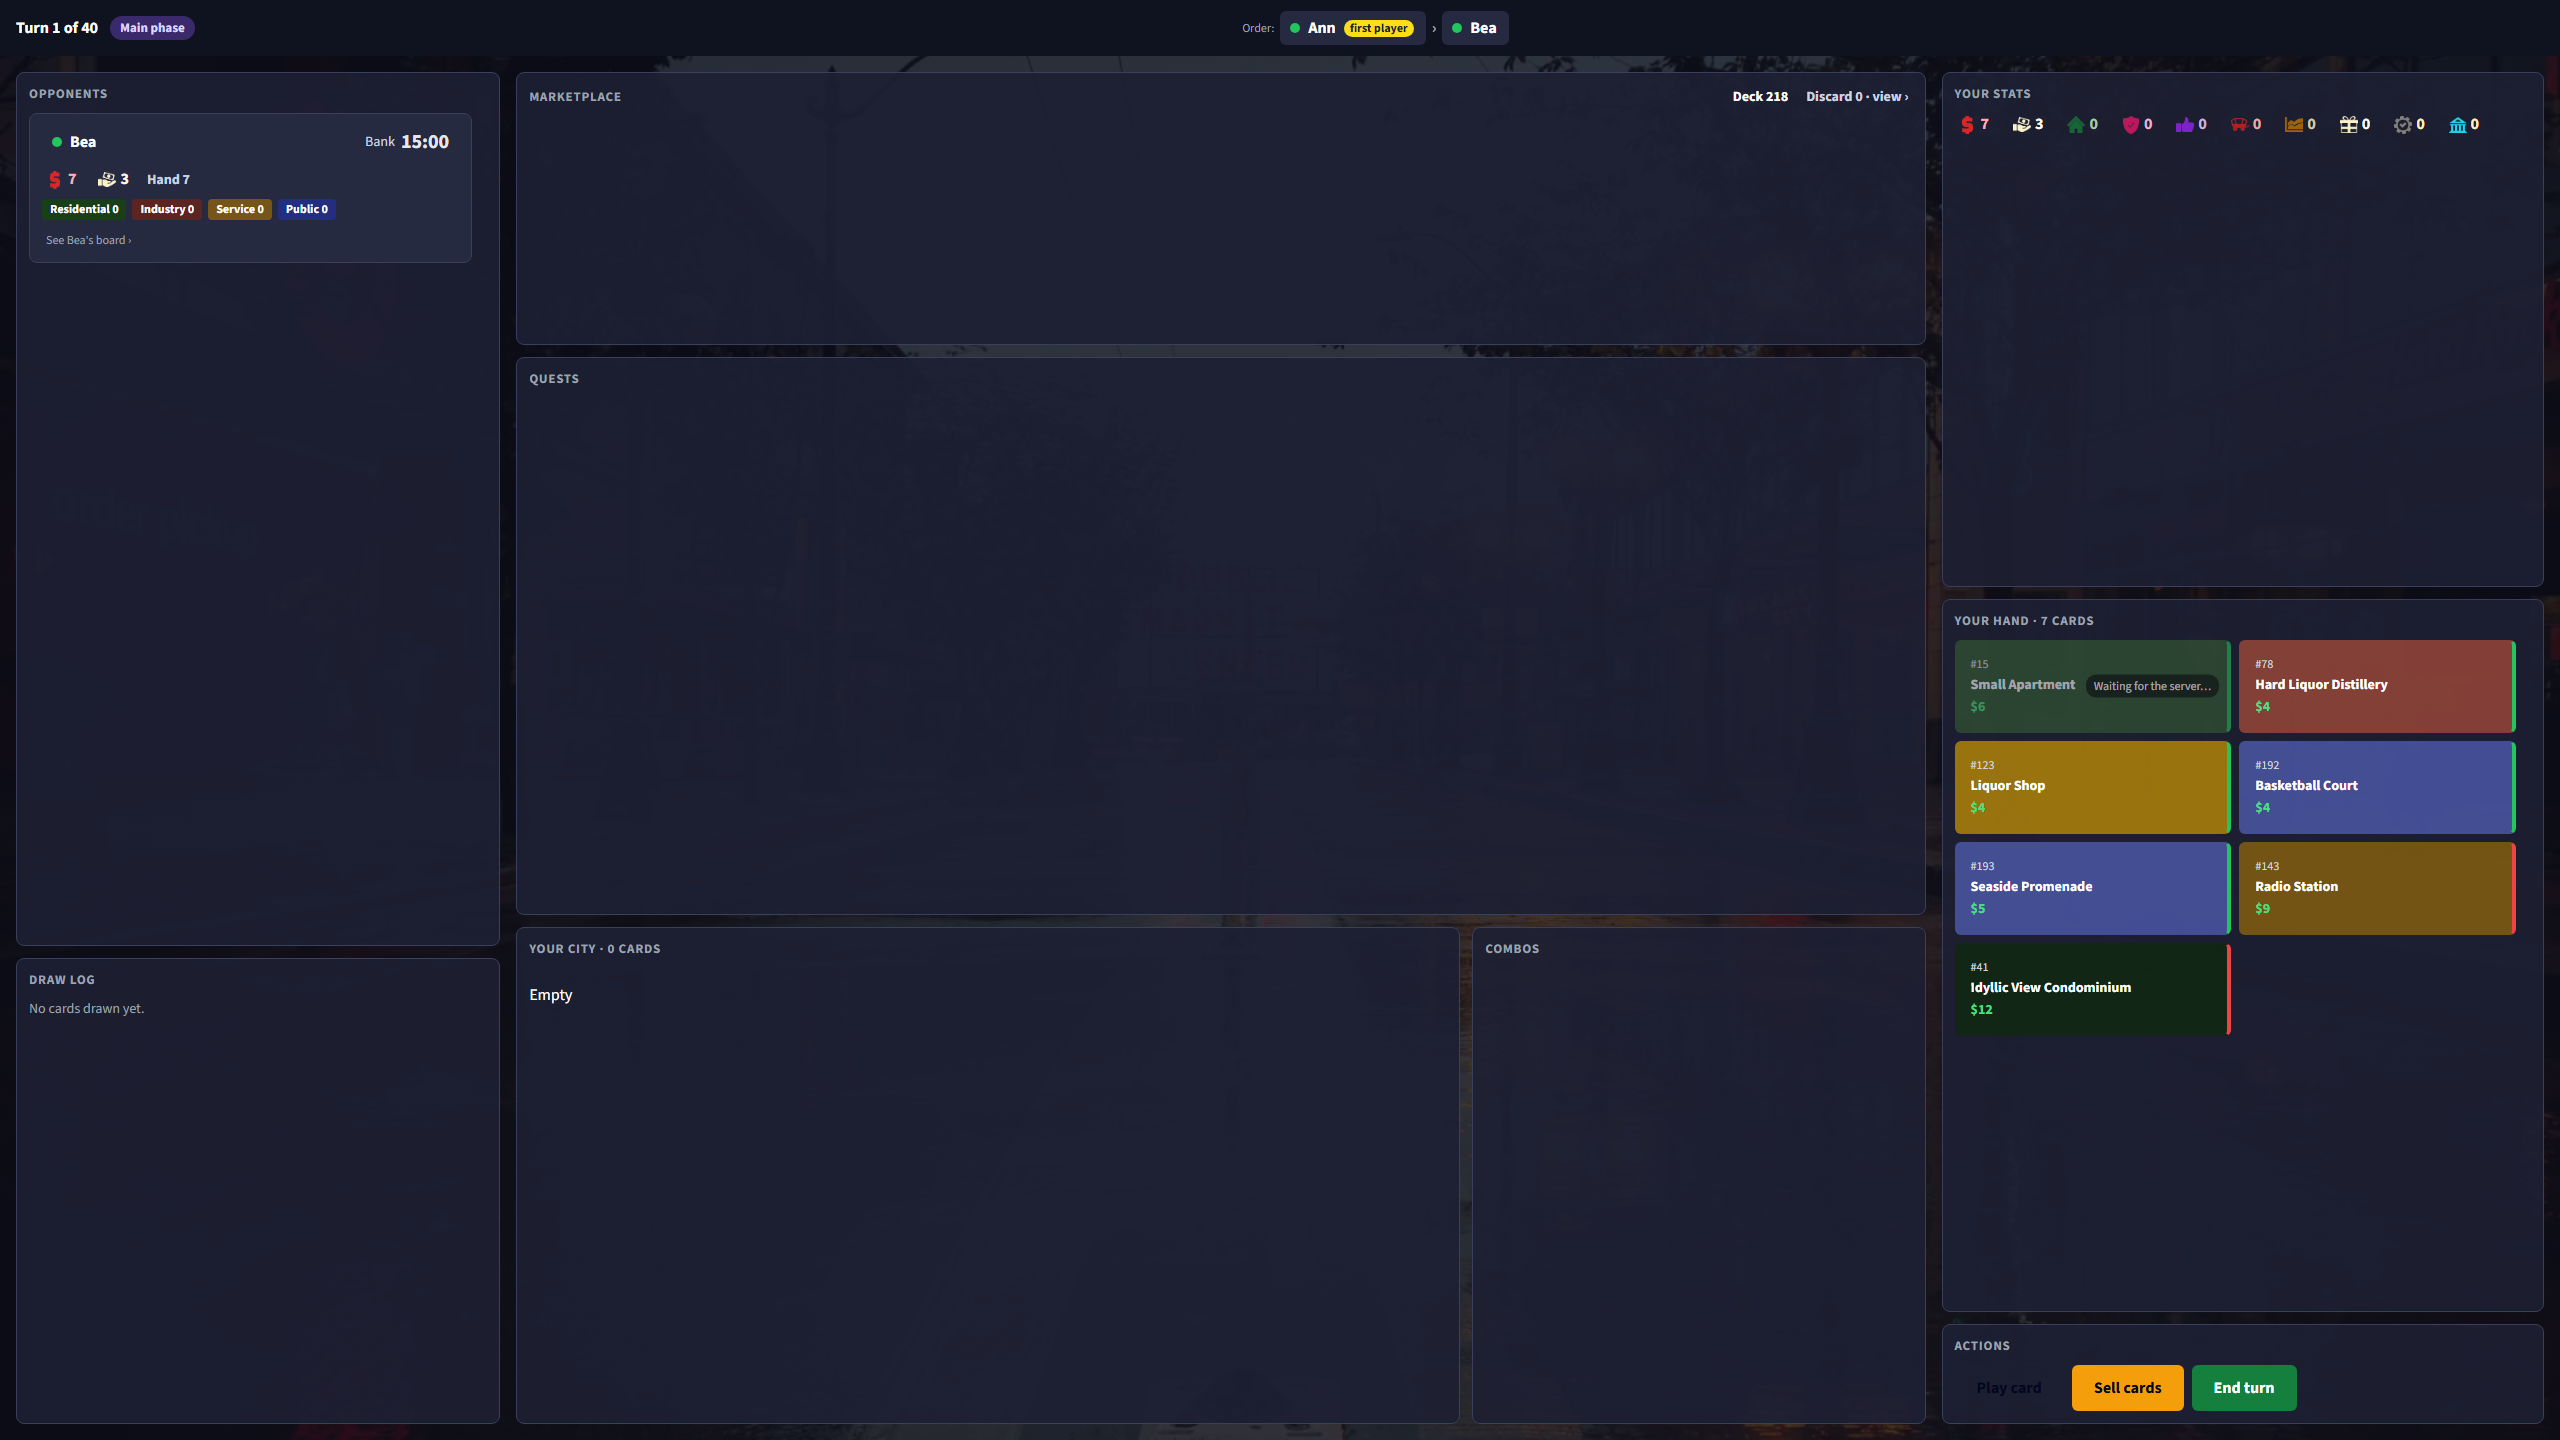 Turn 1 of 40 Main phase
Order: Ann first player › Bea
OPPONENTS
Bea Bank 15:00
7 3 Hand 7
Residential 0 Industry 0 Service 0 Public 0
See Bea's board ›
DRAW LOG
No cards drawn yet.
MARKETPLACE Deck 218 Discard 0 · view ›
QUESTS
YOUR CITY · 0 CARDS
Empty
COMBOS
YOUR STATS
7 3 0 0 0 0 0 0 0 0
YOUR HAND · 7 CARDS
#15
Small Apartment Waiting for the server...
$6
#78
Hard Liquor Distillery
$4
#123
Liquor Shop
$4
#192
Basketball Court
$4
#193
Seaside Promenade
$5
#143
Radio Station
$9
#41
Idyllic View Condominium
$12
ACTIONS
Play card Sell cards End turn